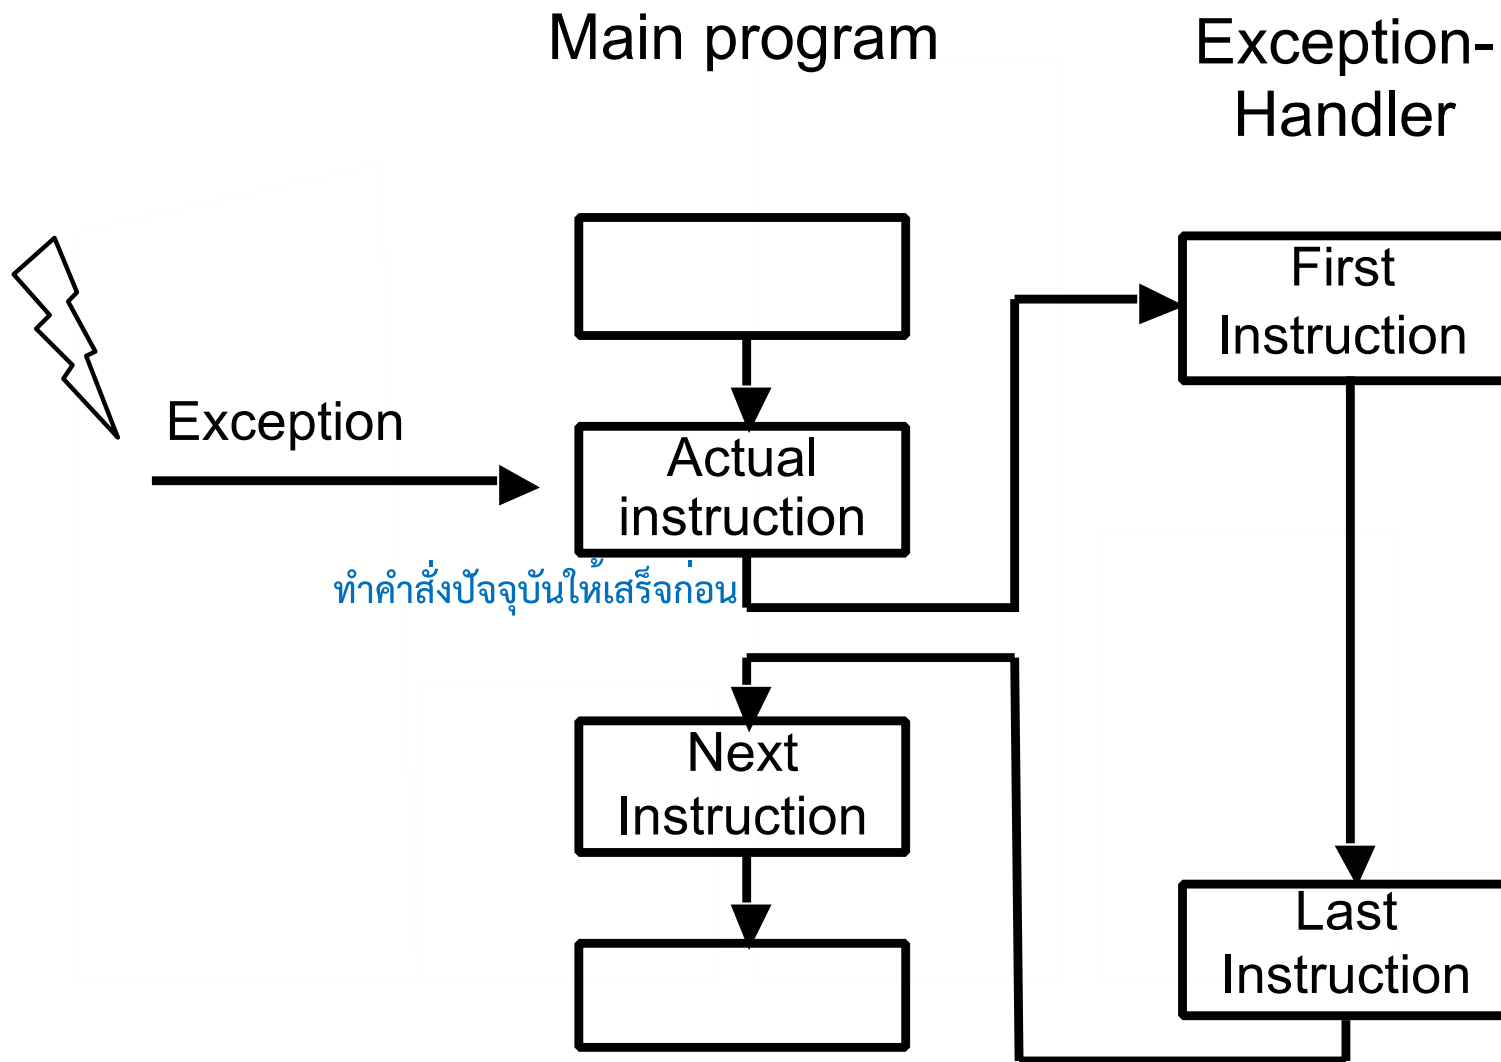 Main program
Exception-
Handler
First
Instruction
Exception
Actual
instruction
ทำคำสั่งปัจจุบันให้เสร็จก่อน
Next
Instruction
Last
Instruction